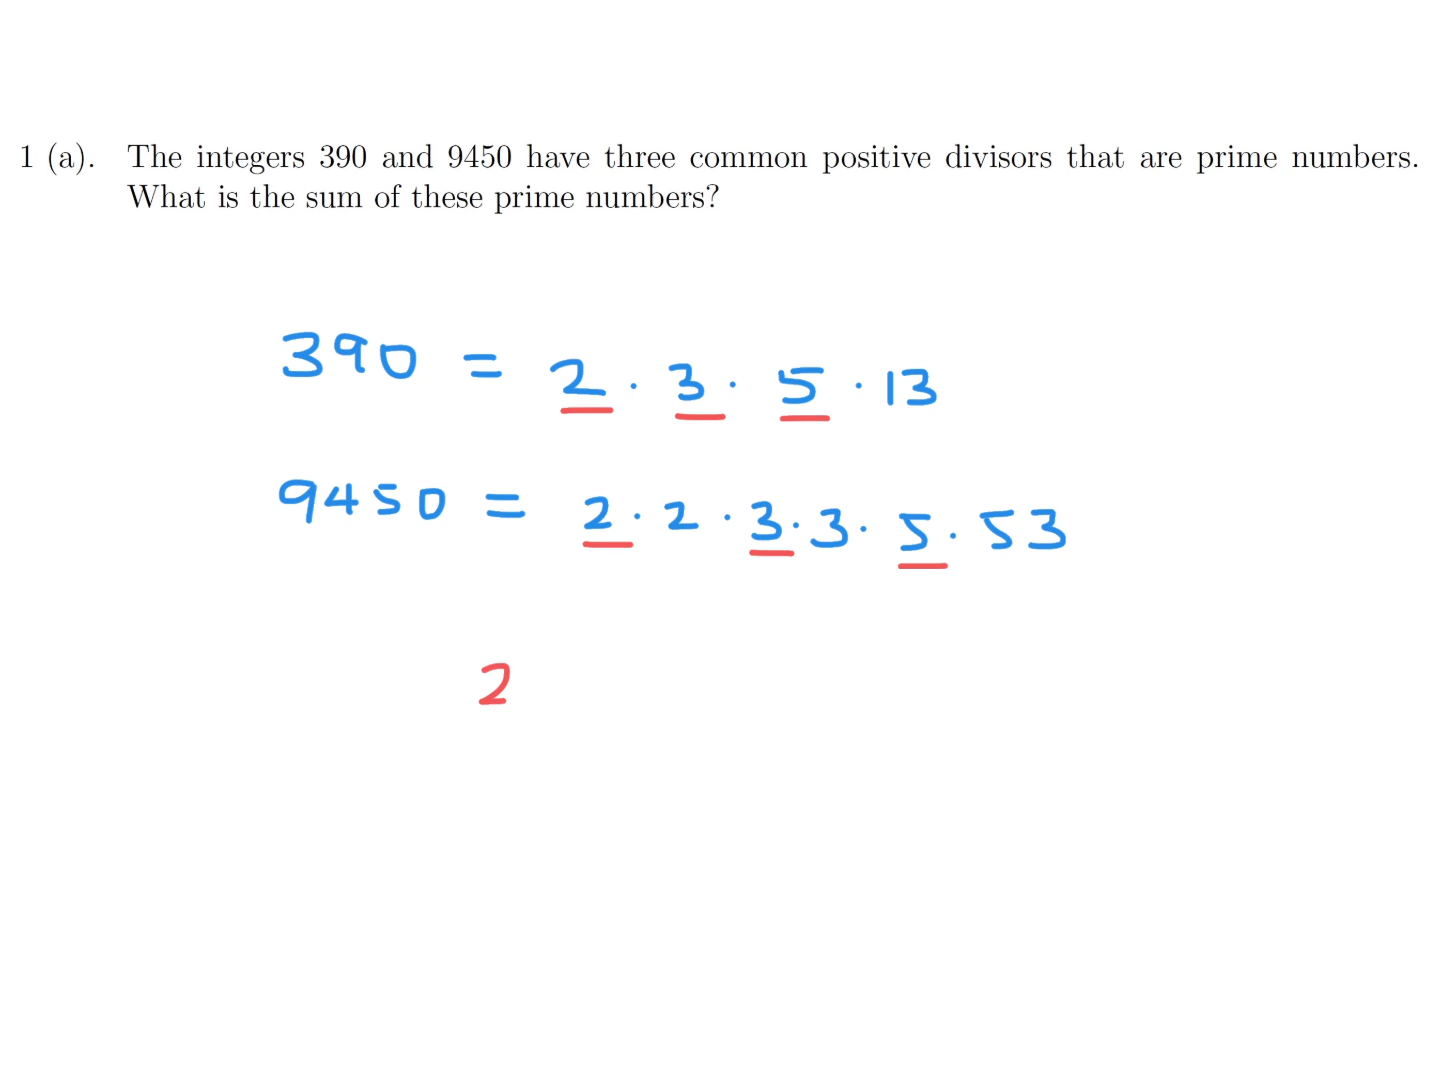 1 (a). The integers 390 and 9450 have three common positive divisors that are prime numbers.
What is the sum of these prime numbers?
390 = 2 · 3 · 5 · 13
9450 = 2 · 2 · 3 · 3 · 5 · 53
2